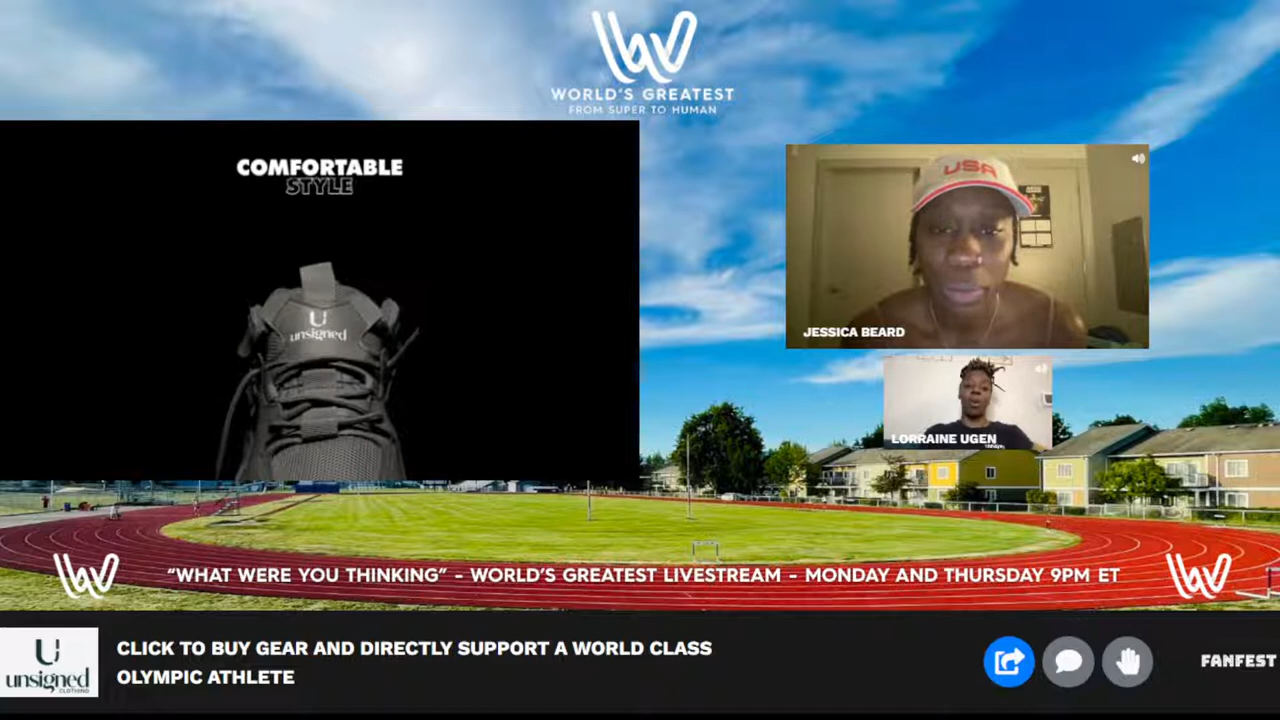 WORLD'S GREATEST
FROM SUPER TO HUMAN
COMFORTABLE
STYLE
U
unsigned
USA
JESSICA BEARD
LORRAINE UGEN
"WHAT WERE YOU THINKING" - WORLD'S GREATEST LIVESTREAM - MONDAY AND THURSDAY 9PM ET
U
unsigned
CLOTHING
CLICK TO BUY GEAR AND DIRECTLY SUPPORT A WORLD CLASS
OLYMPIC ATHLETE
FANFEST